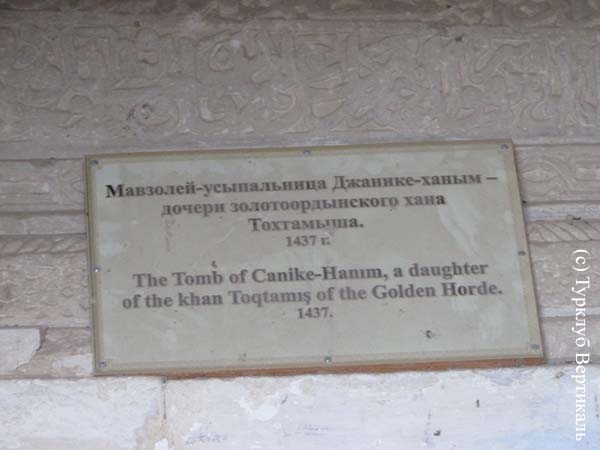 Мавзолей-усыпальница Джанике-ханым –
дочери золотоордынского хана
Тохтамыша.
1437 г.
The Tomb of Canike-Hanım, a daughter
of the khan Toqtamış of the Golden Horde.
1437.
(c) Турклуб Вертикаль